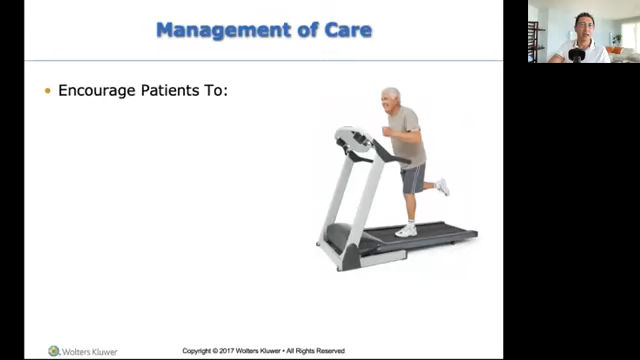 Management of Care
• Encourage Patients To:
Wolters Kluwer
Copyright © 2017 Wolters Kluwer • All Rights Reserved